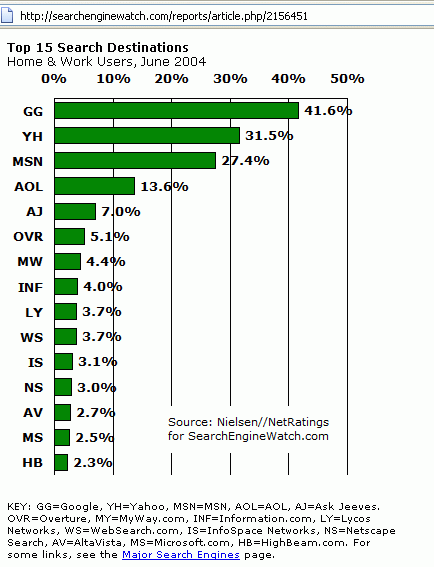 http://searchenginewatch.com/reports/article.php/2156451
Top 15 Search Destinations
Home & Work Users, June 2004
0% 10% 20% 30% 40% 50%
GG 41.6%
YH 31.5%
MSN 27.4%
AOL 13.6%
AJ 7.0%
OVR 5.1%
MW 4.4%
INF 4.0%
LY 3.7%
WS 3.7%
IS 3.1%
NS 3.0%
AV 2.7%
MS 2.5%
HB 2.3%
Source: Nielsen//NetRatings
for SearchEngineWatch.com
KEY: GG=Google, YH=Yahoo, MSN=MSN, AOL=AOL, AJ=Ask Jeeves.
OVR=Overture, MY=MyWay.com, INF=Information.com, LY=Lycos
Networks, WS=WebSearch.com, IS=InfoSpace Networks, NS=Netscape
Search, AV=AltaVista, MS=Microsoft.com, HB=HighBeam.com. For
some links, see the Major Search Engines page.